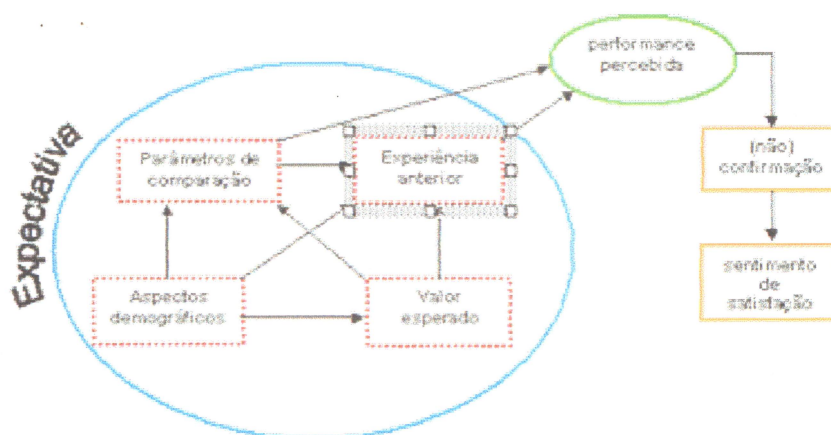 performance
percebida
Expectativa
Parâmetros de
comparação
Experiência
anterior
(não)
confirmação
Aspectos
demográficos
Valor
esperado
sentimento
de
satisfação